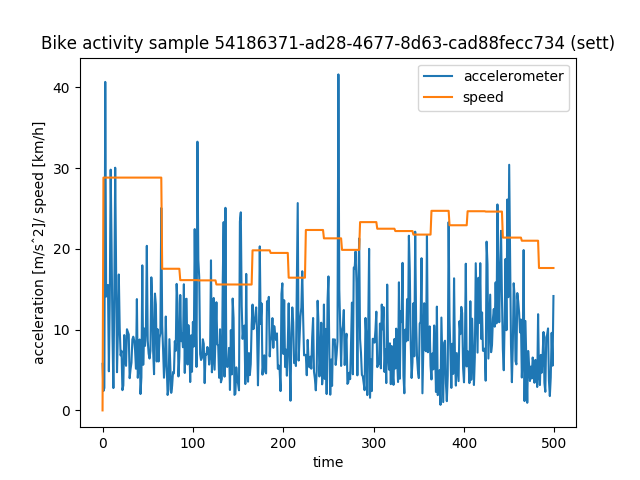 Bike activity sample 54186371-ad28-4677-8d63-cad88fecc734 (sett)
accelerometer
speed
acceleration [m/s^2]/ speed [km/h]
40
30
20
10
0
0 100 200 300 400 500
time